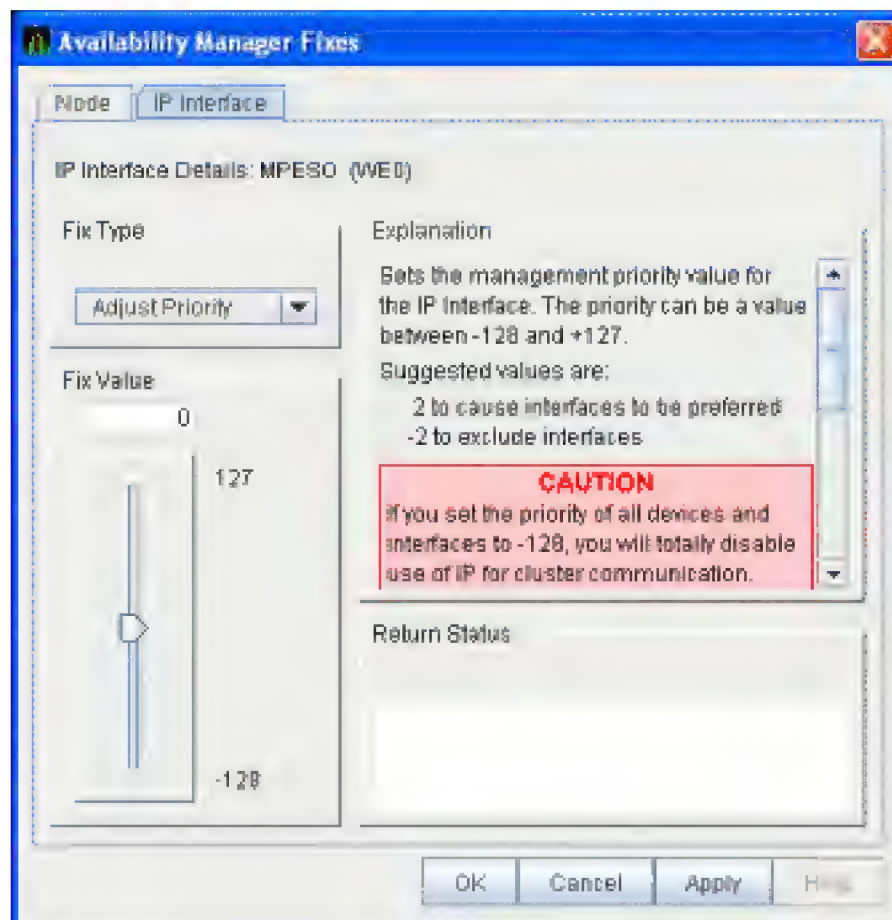 Availability Manager Fixes
Node
IP Interface
IP Interface Details: MPESO (WE0)
Fix Type
Adjust Priority
Fix Value
0
127
-128
Explanation
Sets the management priority value for
the IP Interface. The priority can be a value
between -128 and +127.
Suggested values are:
2 to cause interfaces to be preferred
-2 to exclude interfaces
CAUTION
If you set the priority of all devices and
interfaces to -128, you will totally disable
use of IP for cluster communication.
Return Status
OK
Cancel
Apply
Help